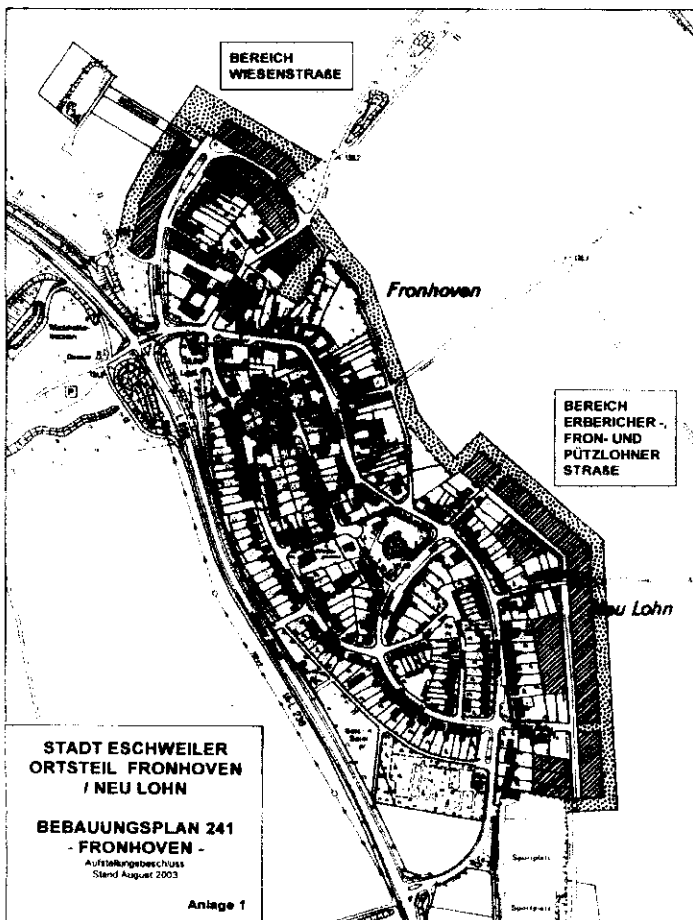 BEREICH
WIESENSTRAßE
Fronhoven
BEREICH
ERBERICHER-,
FRON- UND
PÜTZLOHNER
STRAßE
Neu Lohn
STADT ESCHWEILER
ORTSTEIL FRONHOVEN
/ NEU LOHN
BEBAUUNGSPLAN 241
- FRONHOVEN -
Aufstellungsbeschluss
Stand August 2003
Anlage 1
Sportplatz
Sportplatz